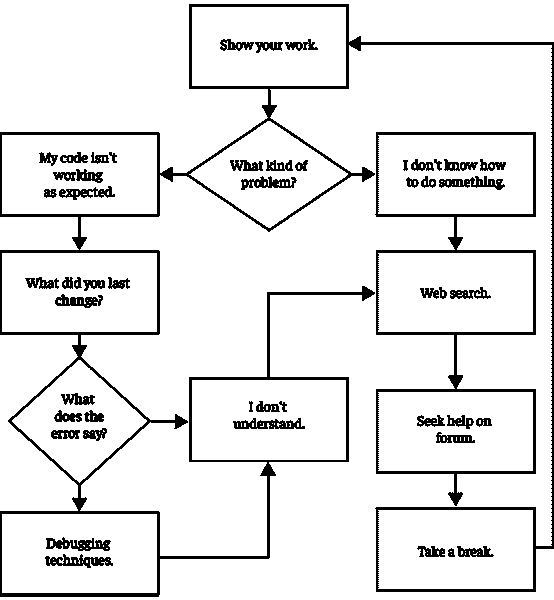 Show your work.
What kind of
problem?
My code isn't
working
as expected.
I don't know how
to do something.
What did you last
change?
Web search.
What
does the
error say?
I don't
understand.
Seek help on
forum.
Debugging
techniques.
Take a break.